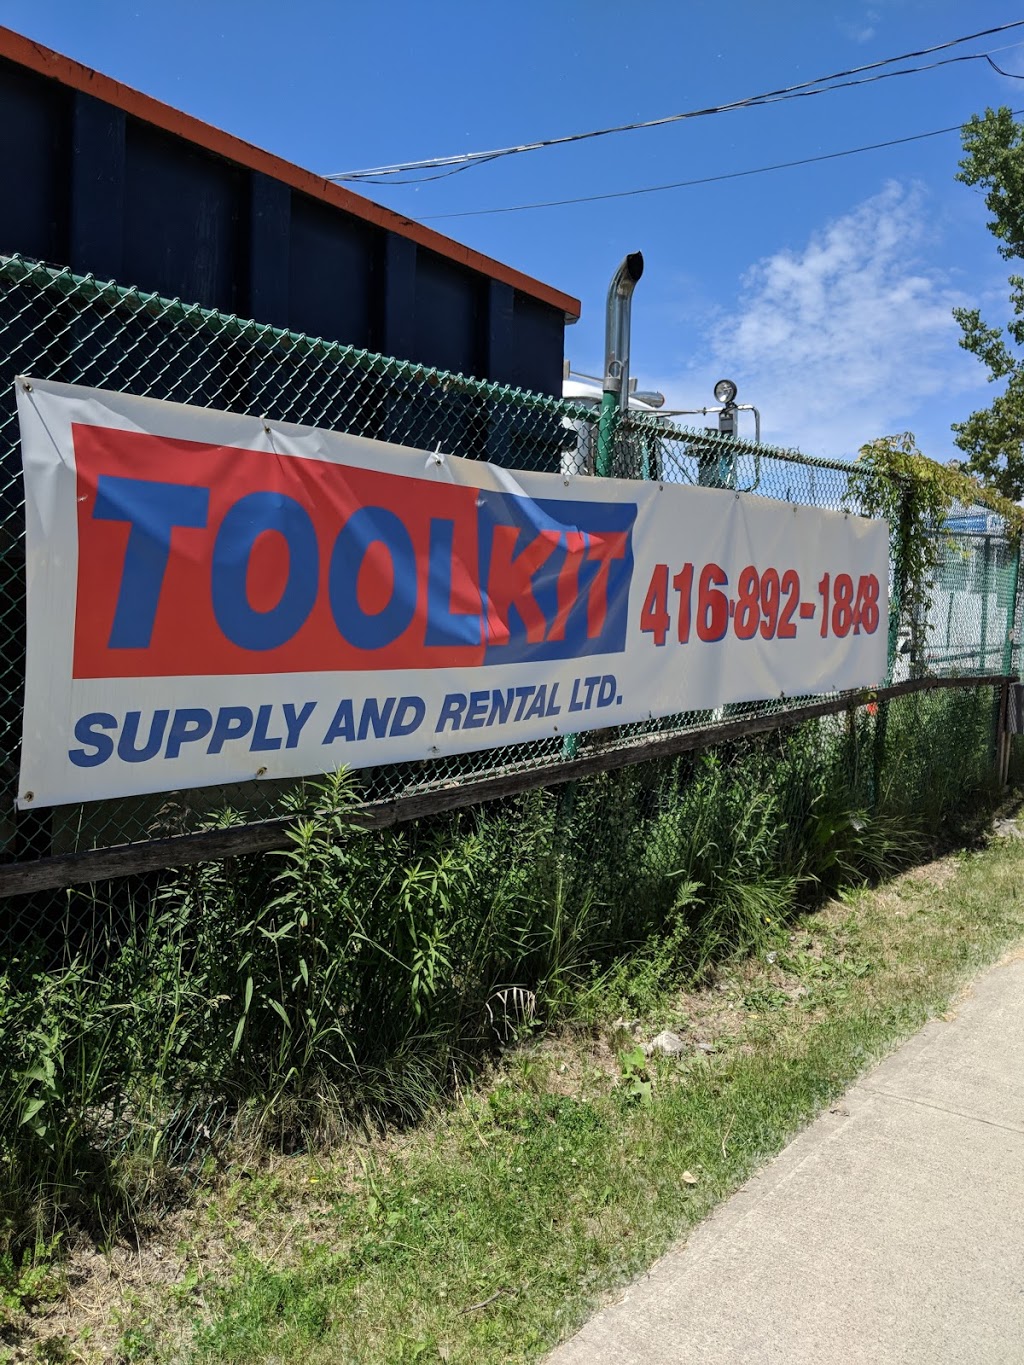 TOOLKIT 416-892-1848
SUPPLY AND RENTAL LTD.